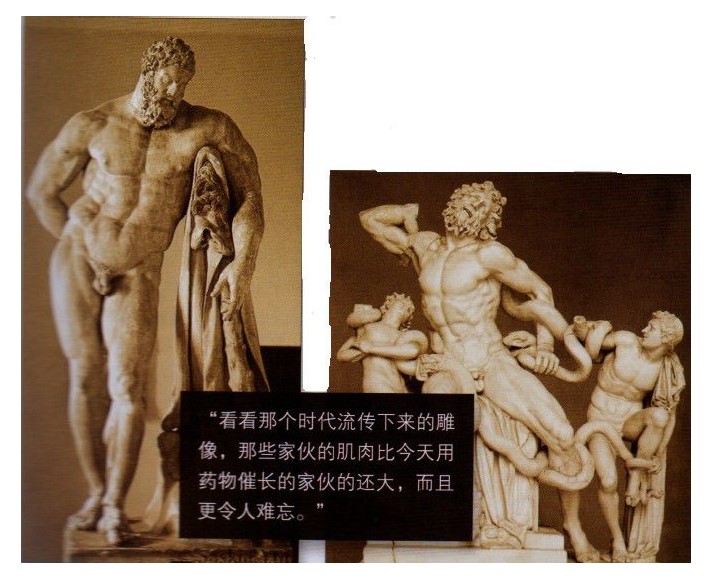 “看看那个时代流传下来的雕
像，那些家伙的肌肉比今天用
药物催长的家伙的还大，而且
更令人难忘。”